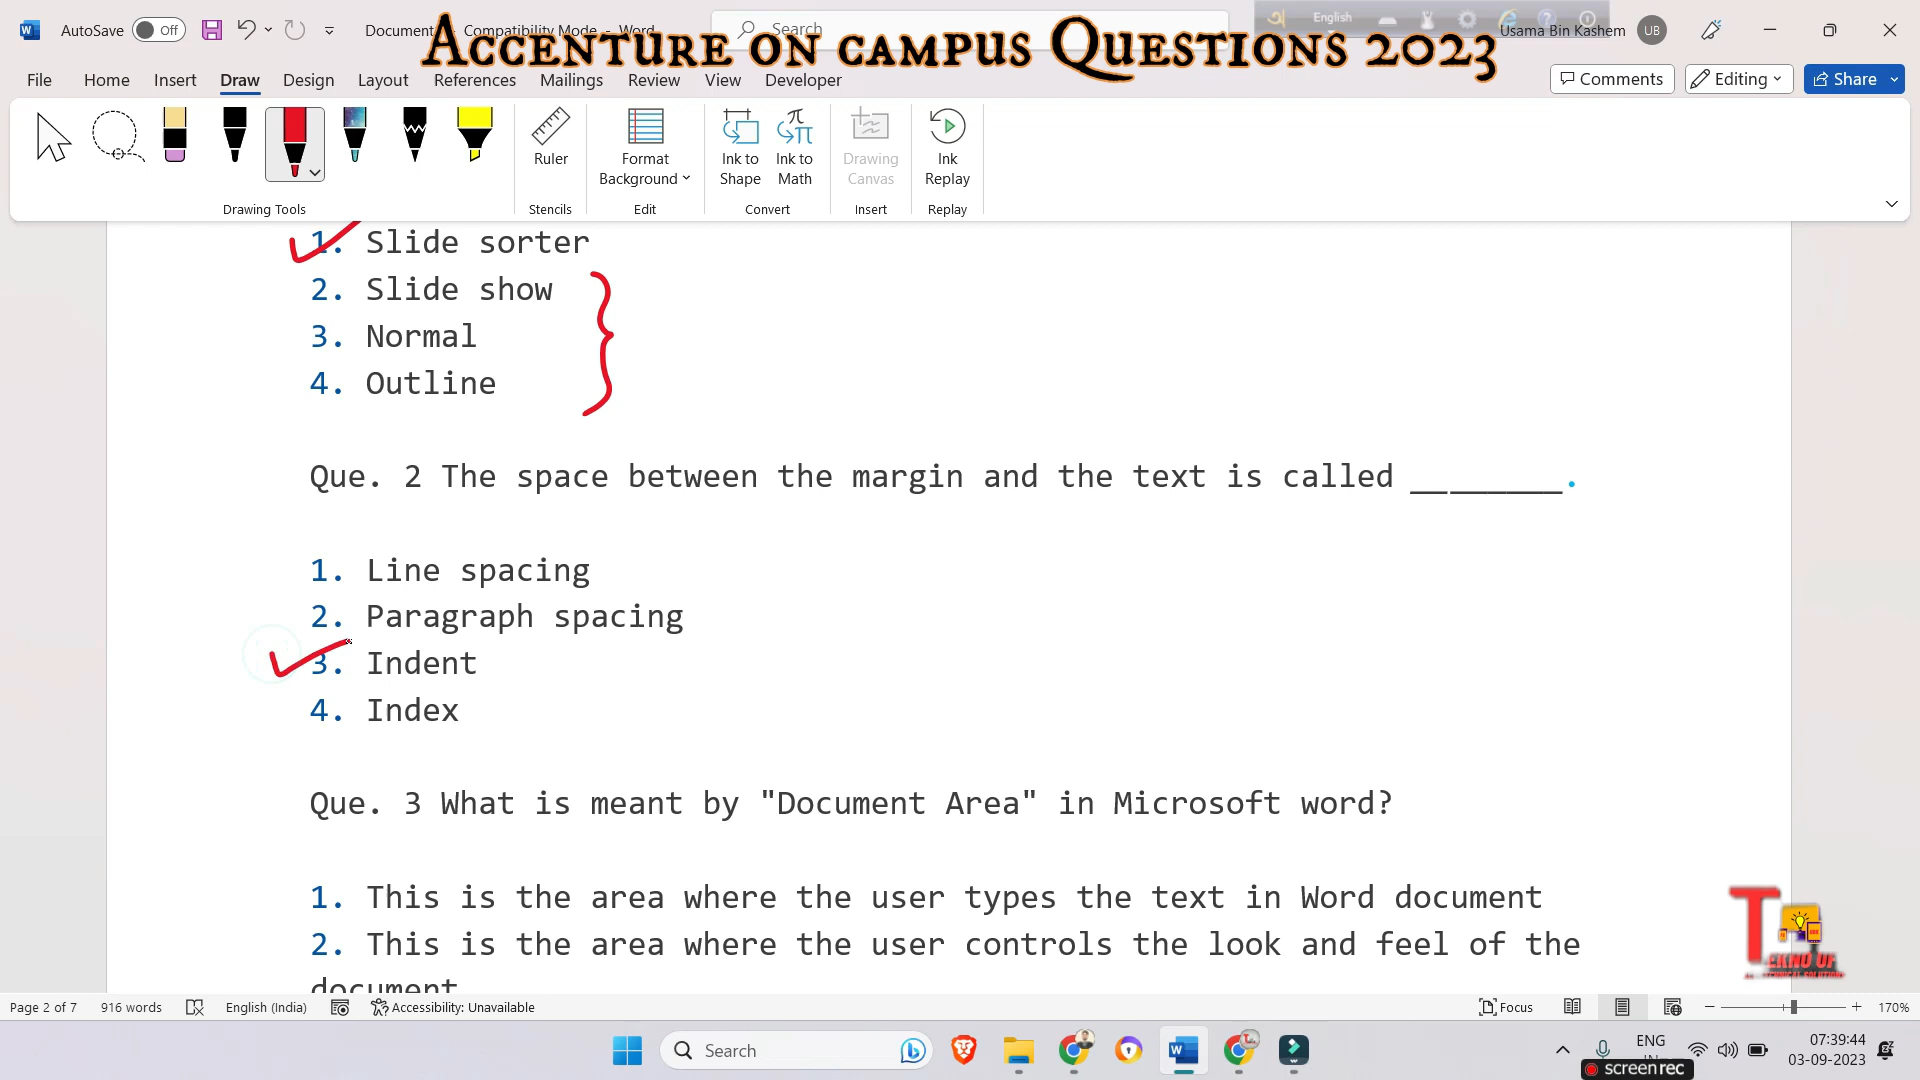 AutoSave Off Document Compatibility Mode - Word Search English Usama Bin Kashem UB
ACCENTURE ON CAMPUS QUESTIONS 2023
File Home Insert Draw Design Layout References Mailings Review View Developer Comments Editing Share
Ruler Format Background Ink to Shape Ink to Math Drawing Canvas Ink Replay
Drawing Tools Stencils Edit Convert Insert Replay
1. Slide sorter
2. Slide show
3. Normal
4. Outline
Que. 2 The space between the margin and the text is called ________.
1. Line spacing
2. Paragraph spacing
3. Indent
4. Index
Que. 3 What is meant by "Document Area" in Microsoft word?
1. This is the area where the user types the text in Word document
2. This is the area where the user controls the look and feel of the
document
TEKNO UF
Page 2 of 7 916 words English (India) Accessibility: Unavailable Focus 170%
Search ENG 07:39:44
03-09-2023
screenrec